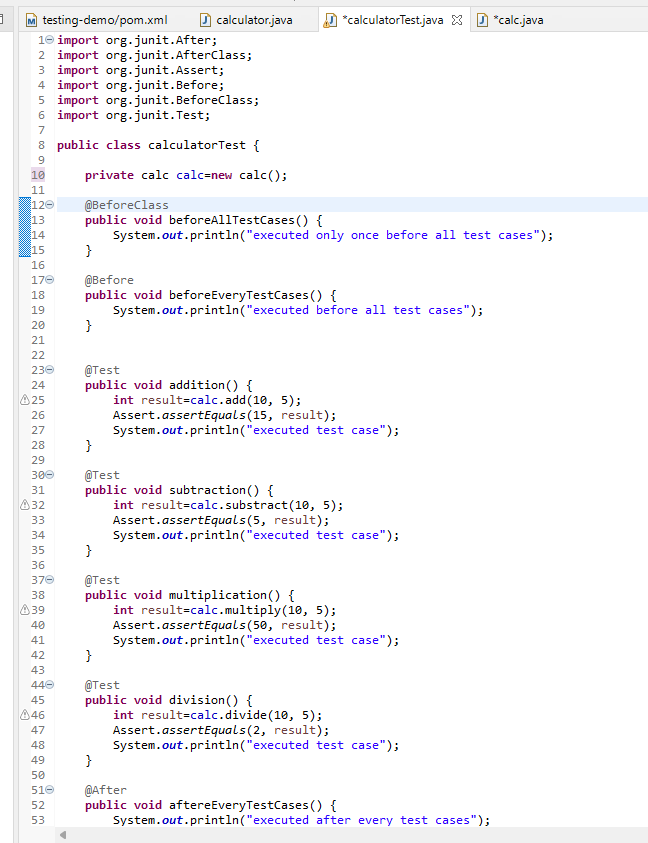 testing-demo/pom.xml calculator.java *calculatorTest.java *calc.java
1 import org.junit.After;
2 import org.junit.AfterClass;
3 import org.junit.Assert;
4 import org.junit.Before;
5 import org.junit.BeforeClass;
6 import org.junit.Test;
7
8 public class calculatorTest {
9
10     private calc calc=new calc();
11
12     @BeforeClass
13     public void beforeAllTestCases() {
14         System.out.println("executed only once before all test cases");
15     }
16
17     @Before
18     public void beforeEveryTestCases() {
19         System.out.println("executed before all test cases");
20     }
21
22
23     @Test
24     public void addition() {
25         int result=calc.add(10, 5);
26         Assert.assertEquals(15, result);
27         System.out.println("executed test case");
28     }
29
30     @Test
31     public void subtraction() {
32         int result=calc.substract(10, 5);
33         Assert.assertEquals(5, result);
34         System.out.println("executed test case");
35     }
36
37     @Test
38     public void multiplication() {
39         int result=calc.multiply(10, 5);
40         Assert.assertEquals(50, result);
41         System.out.println("executed test case");
42     }
43
44     @Test
45     public void division() {
46         int result=calc.divide(10, 5);
47         Assert.assertEquals(2, result);
48         System.out.println("executed test case");
49     }
50
51     @After
52     public void aftereEveryTestCases() {
53         System.out.println("executed after every test cases");